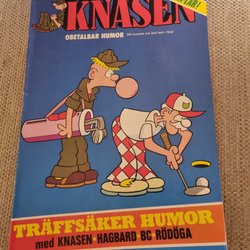 KNASEN
OBETALBAR HUMOR
TRÄFFSÄKER HUMOR
med KNASEN HAGBARD BC RÖDÖGA